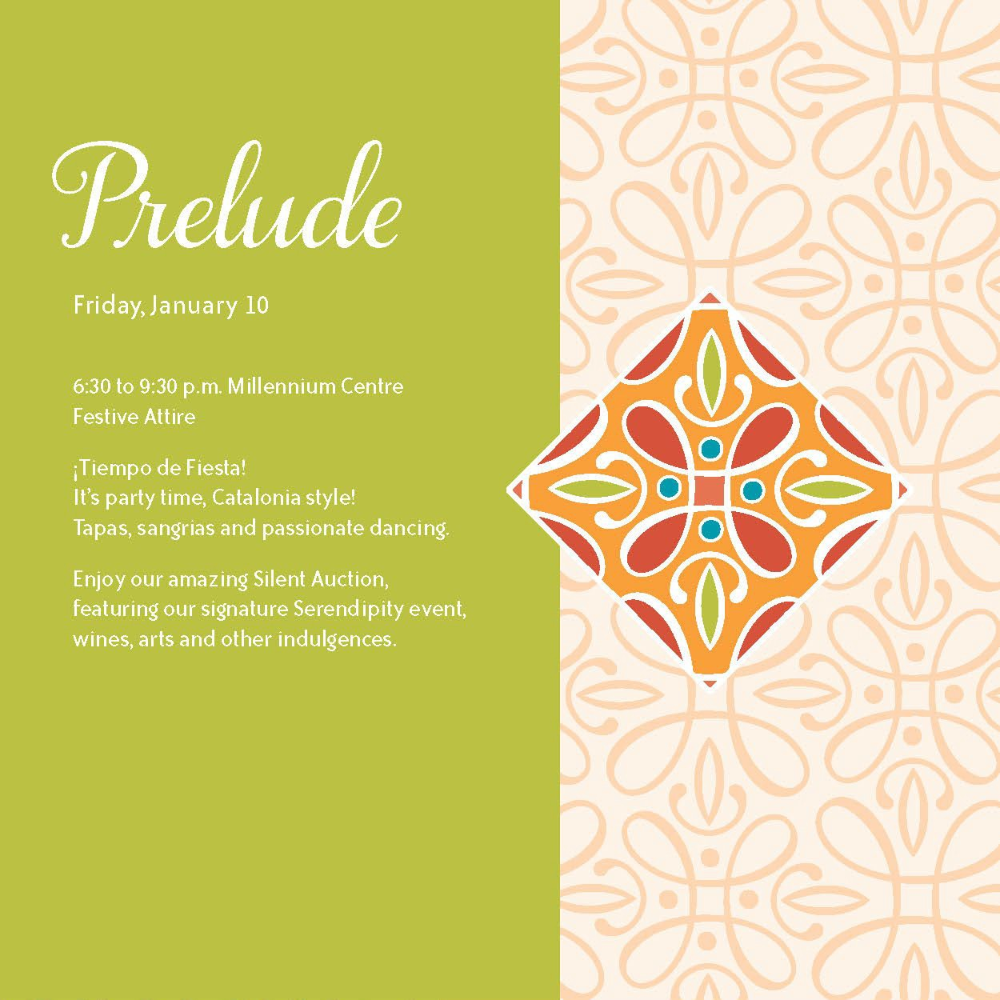 Prelude
Friday, January 10
6:30 to 9:30 p.m. Millennium Centre
Festive Attire
¡Tiempo de Fiesta!
It's party time, Catalonia style!
Tapas, sangrias and passionate dancing.
Enjoy our amazing Silent Auction,
featuring our signature Serendipity event,
wines, arts and other indulgences.